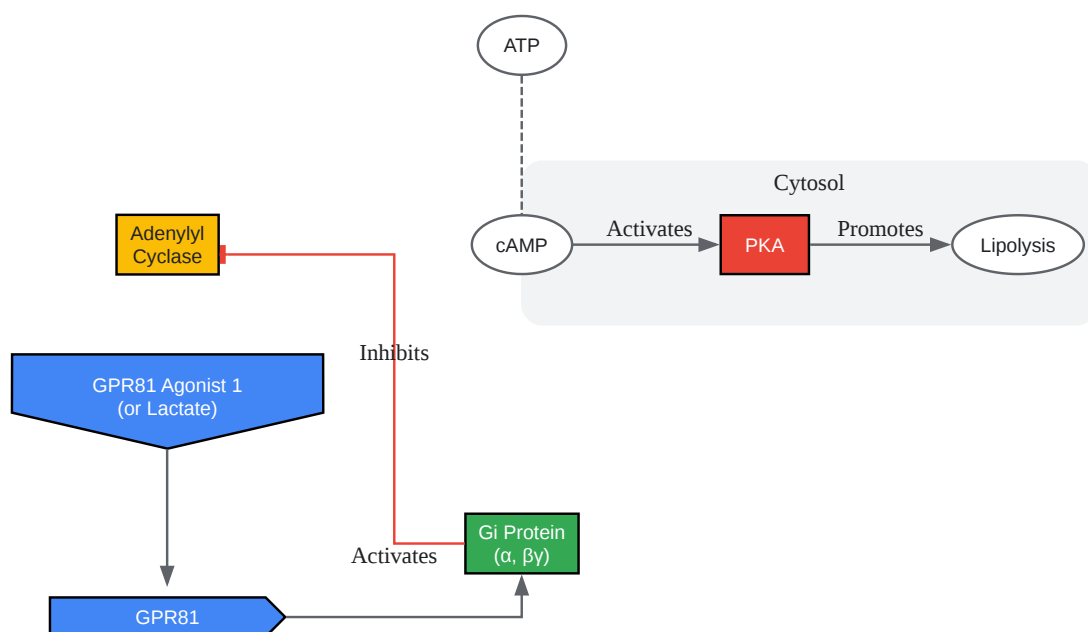 ATP
Cytosol
Adenylyl
Cyclase
cAMP
Activates
PKA
Promotes
Lipolysis
Inhibits
GPR81 Agonist 1
(or Lactate)
Gi Protein
(α, βγ)
Activates
GPR81